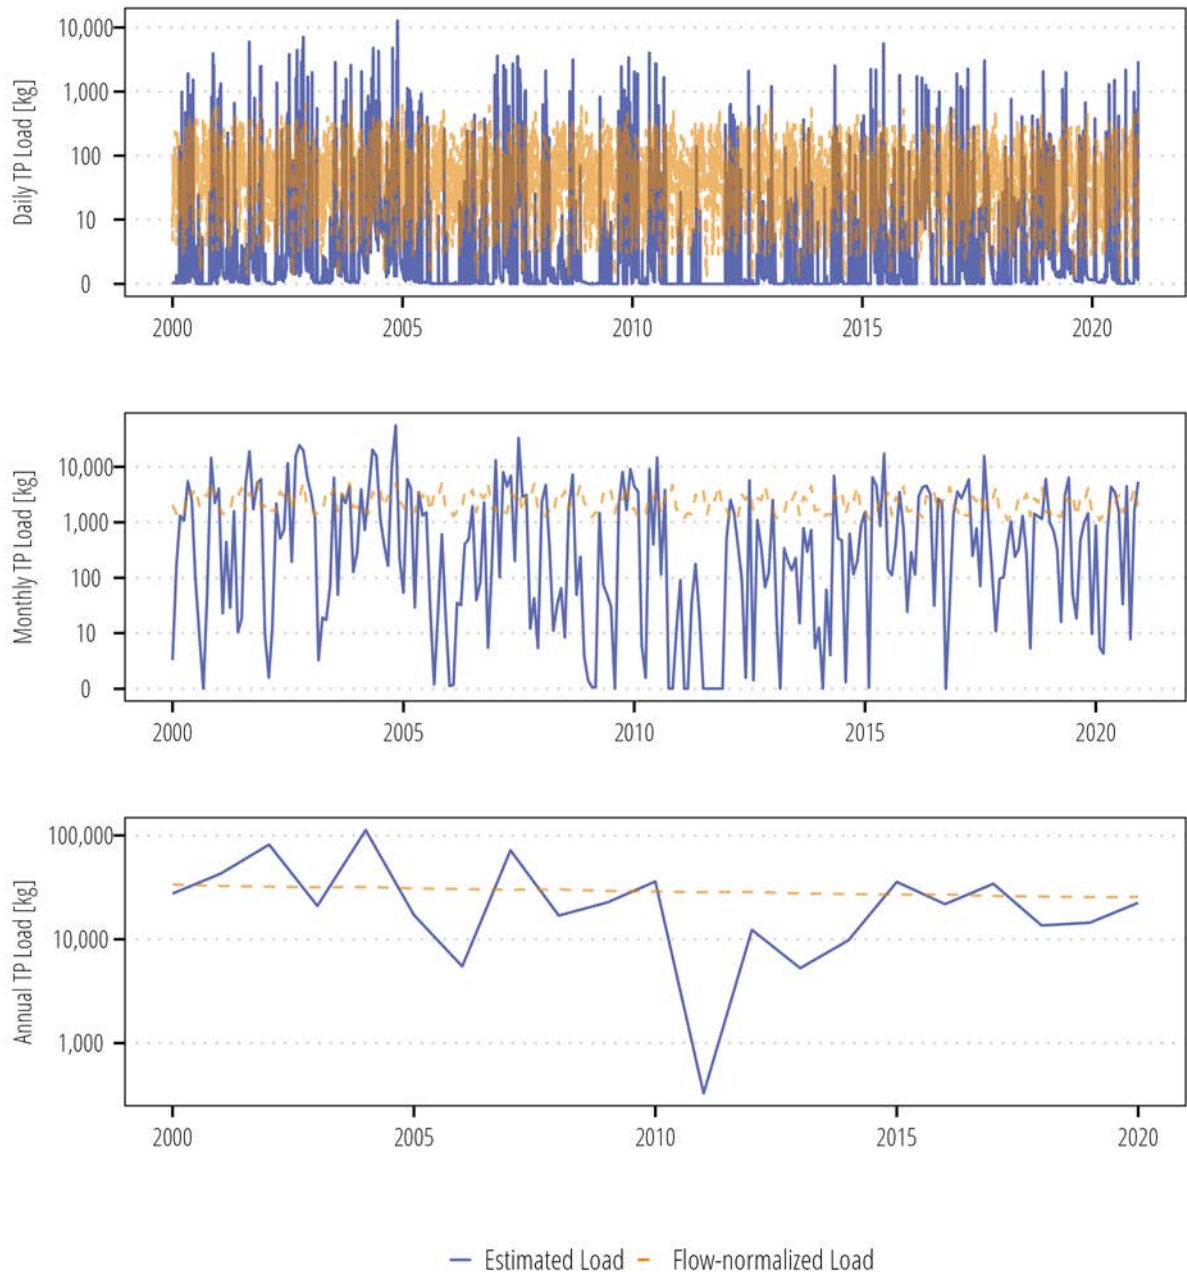 Daily TP Load [kg]
10,000
1,000
100
10
0
2000 2005 2010 2015 2020
Monthly TP Load [kg]
10,000
1,000
100
10
0
2000 2005 2010 2015 2020
Annual TP Load [kg]
100,000
10,000
1,000
2000 2005 2010 2015 2020
Estimated Load Flow-normalized Load